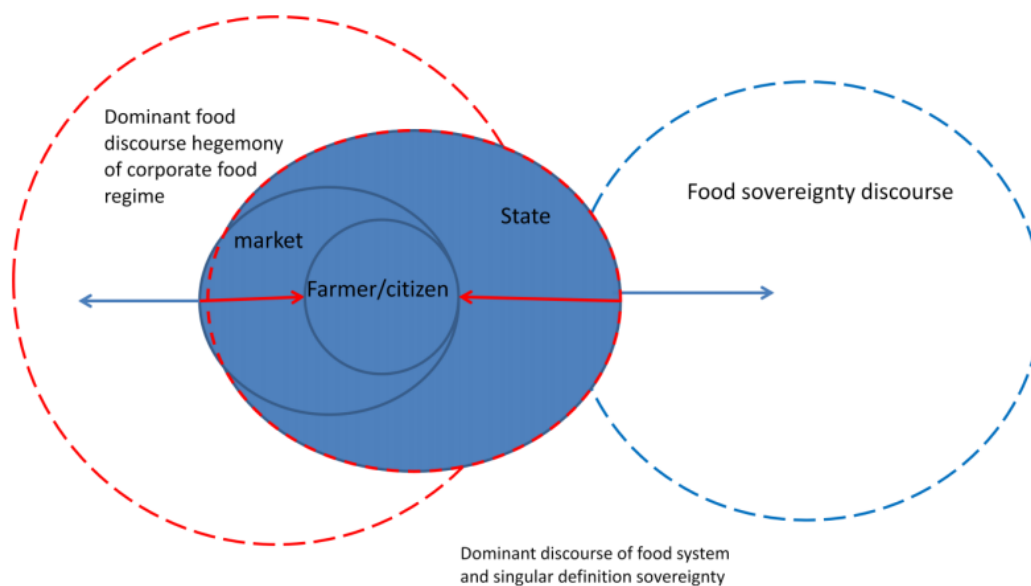 Dominant food
discourse hegemony
of corporate food
regime
State
Food sovereignty discourse
market
Farmer/citizen
Dominant discourse of food system
and singular definition sovereignty